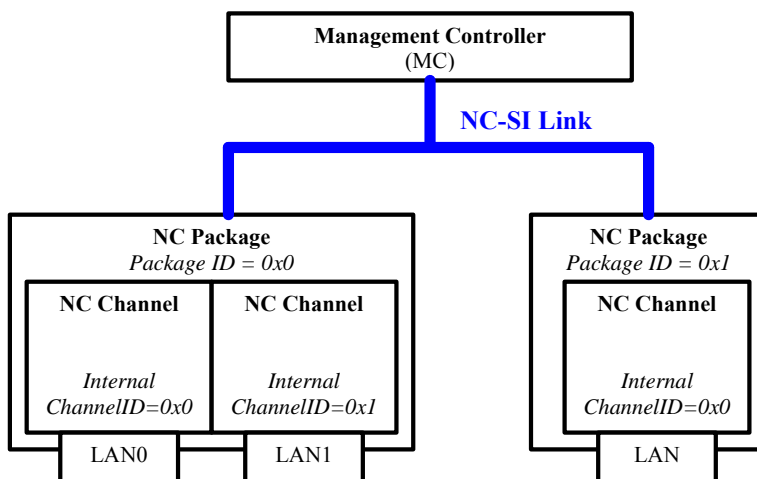 Management Controller
(MC)
NC-SI Link
NC Package
Package ID = 0x0
NC Channel
Internal
ChannelID=0x0
NC Channel
Internal
ChannelID=0x1
LAN0
LAN1
NC Package
Package ID = 0x1
NC Channel
Internal
ChannelID=0x0
LAN